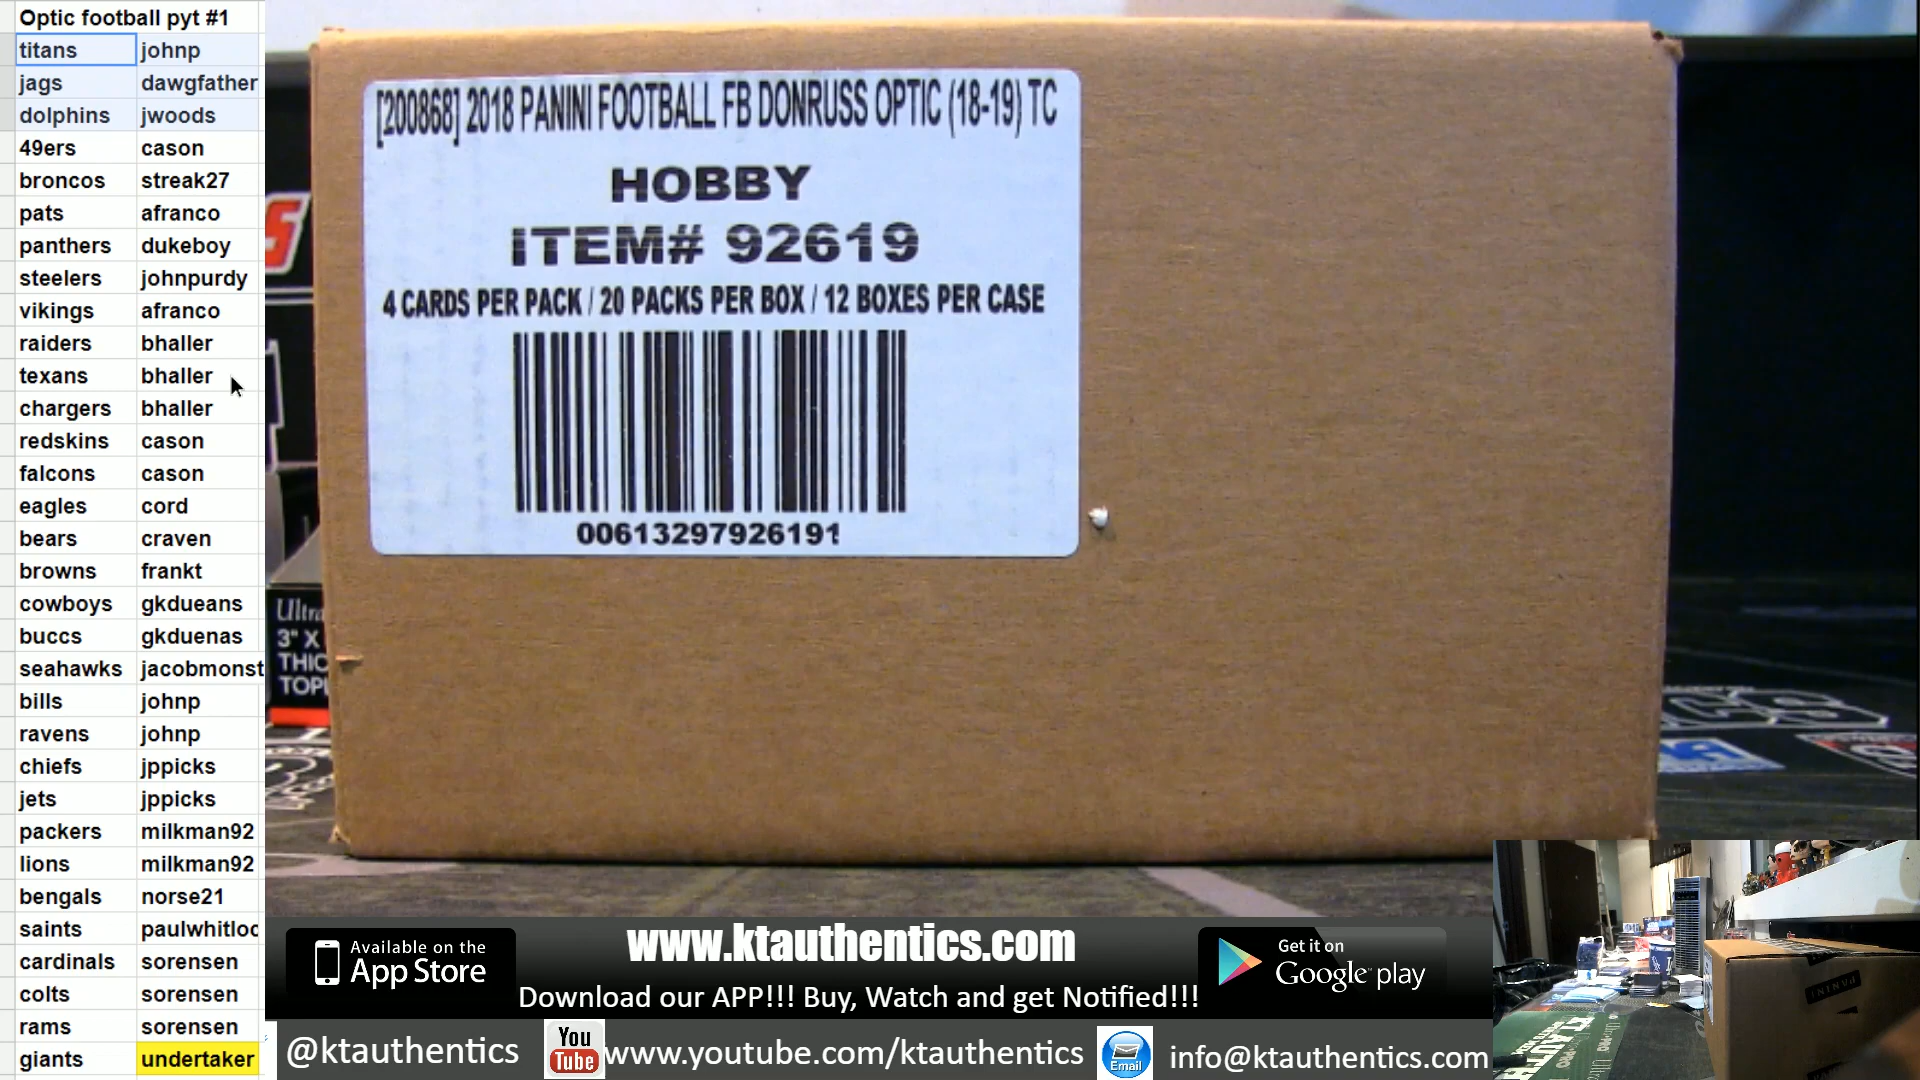 Optic football pyt #1
titans johnp
jags dawgfather
dolphins jwoods
49ers cason
broncos streak27
pats afranco
panthers dukeboy
steelers johnpurdy
vikings afranco
raiders bhaller
texans bhaller
chargers bhaller
redskins cason
falcons cason
eagles cord
bears craven
browns frankt
cowboys gkdueans
buccs gkduenas
seahawks jacobmonst
bills johnp
ravens johnp
chiefs jppicks
jets jppicks
packers milkman92
lions milkman92
bengals norse21
saints paulwhitloc
cardinals sorensen
colts sorensen
rams sorensen
giants undertaker
[200868] 2018 PANINI FOOTBALL FB DONRUSS OPTIC (18-19) TC
HOBBY
ITEM# 92619
4 CARDS PER PACK / 20 PACKS PER BOX / 12 BOXES PER CASE
00613297926191
Ultra
3" X
THIC
TOPL
Available on the
App Store
www.ktauthentics.com
Get it on
Google play
Download our APP!!! Buy, Watch and get Notified!!!
@ktauthentics
You
Tube
www.youtube.com/ktauthentics
Email
info@ktauthentics.com
PANINI